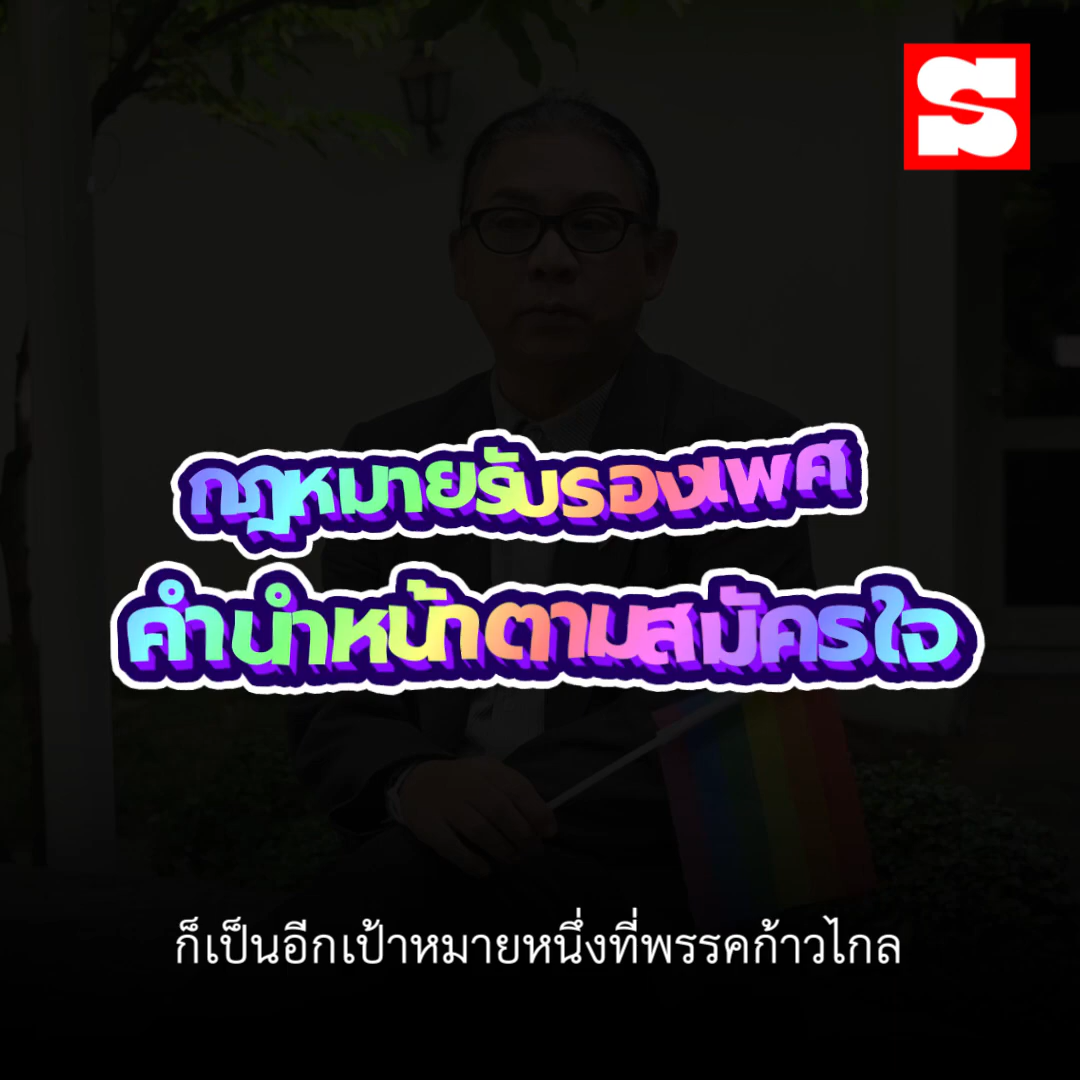 S
กฎหมายรับรองเพศ
คำนำหน้าตามสมัครใจ
ก็เป็นอีกเป้าหมายหนึ่งที่พรรคก้าวไกล